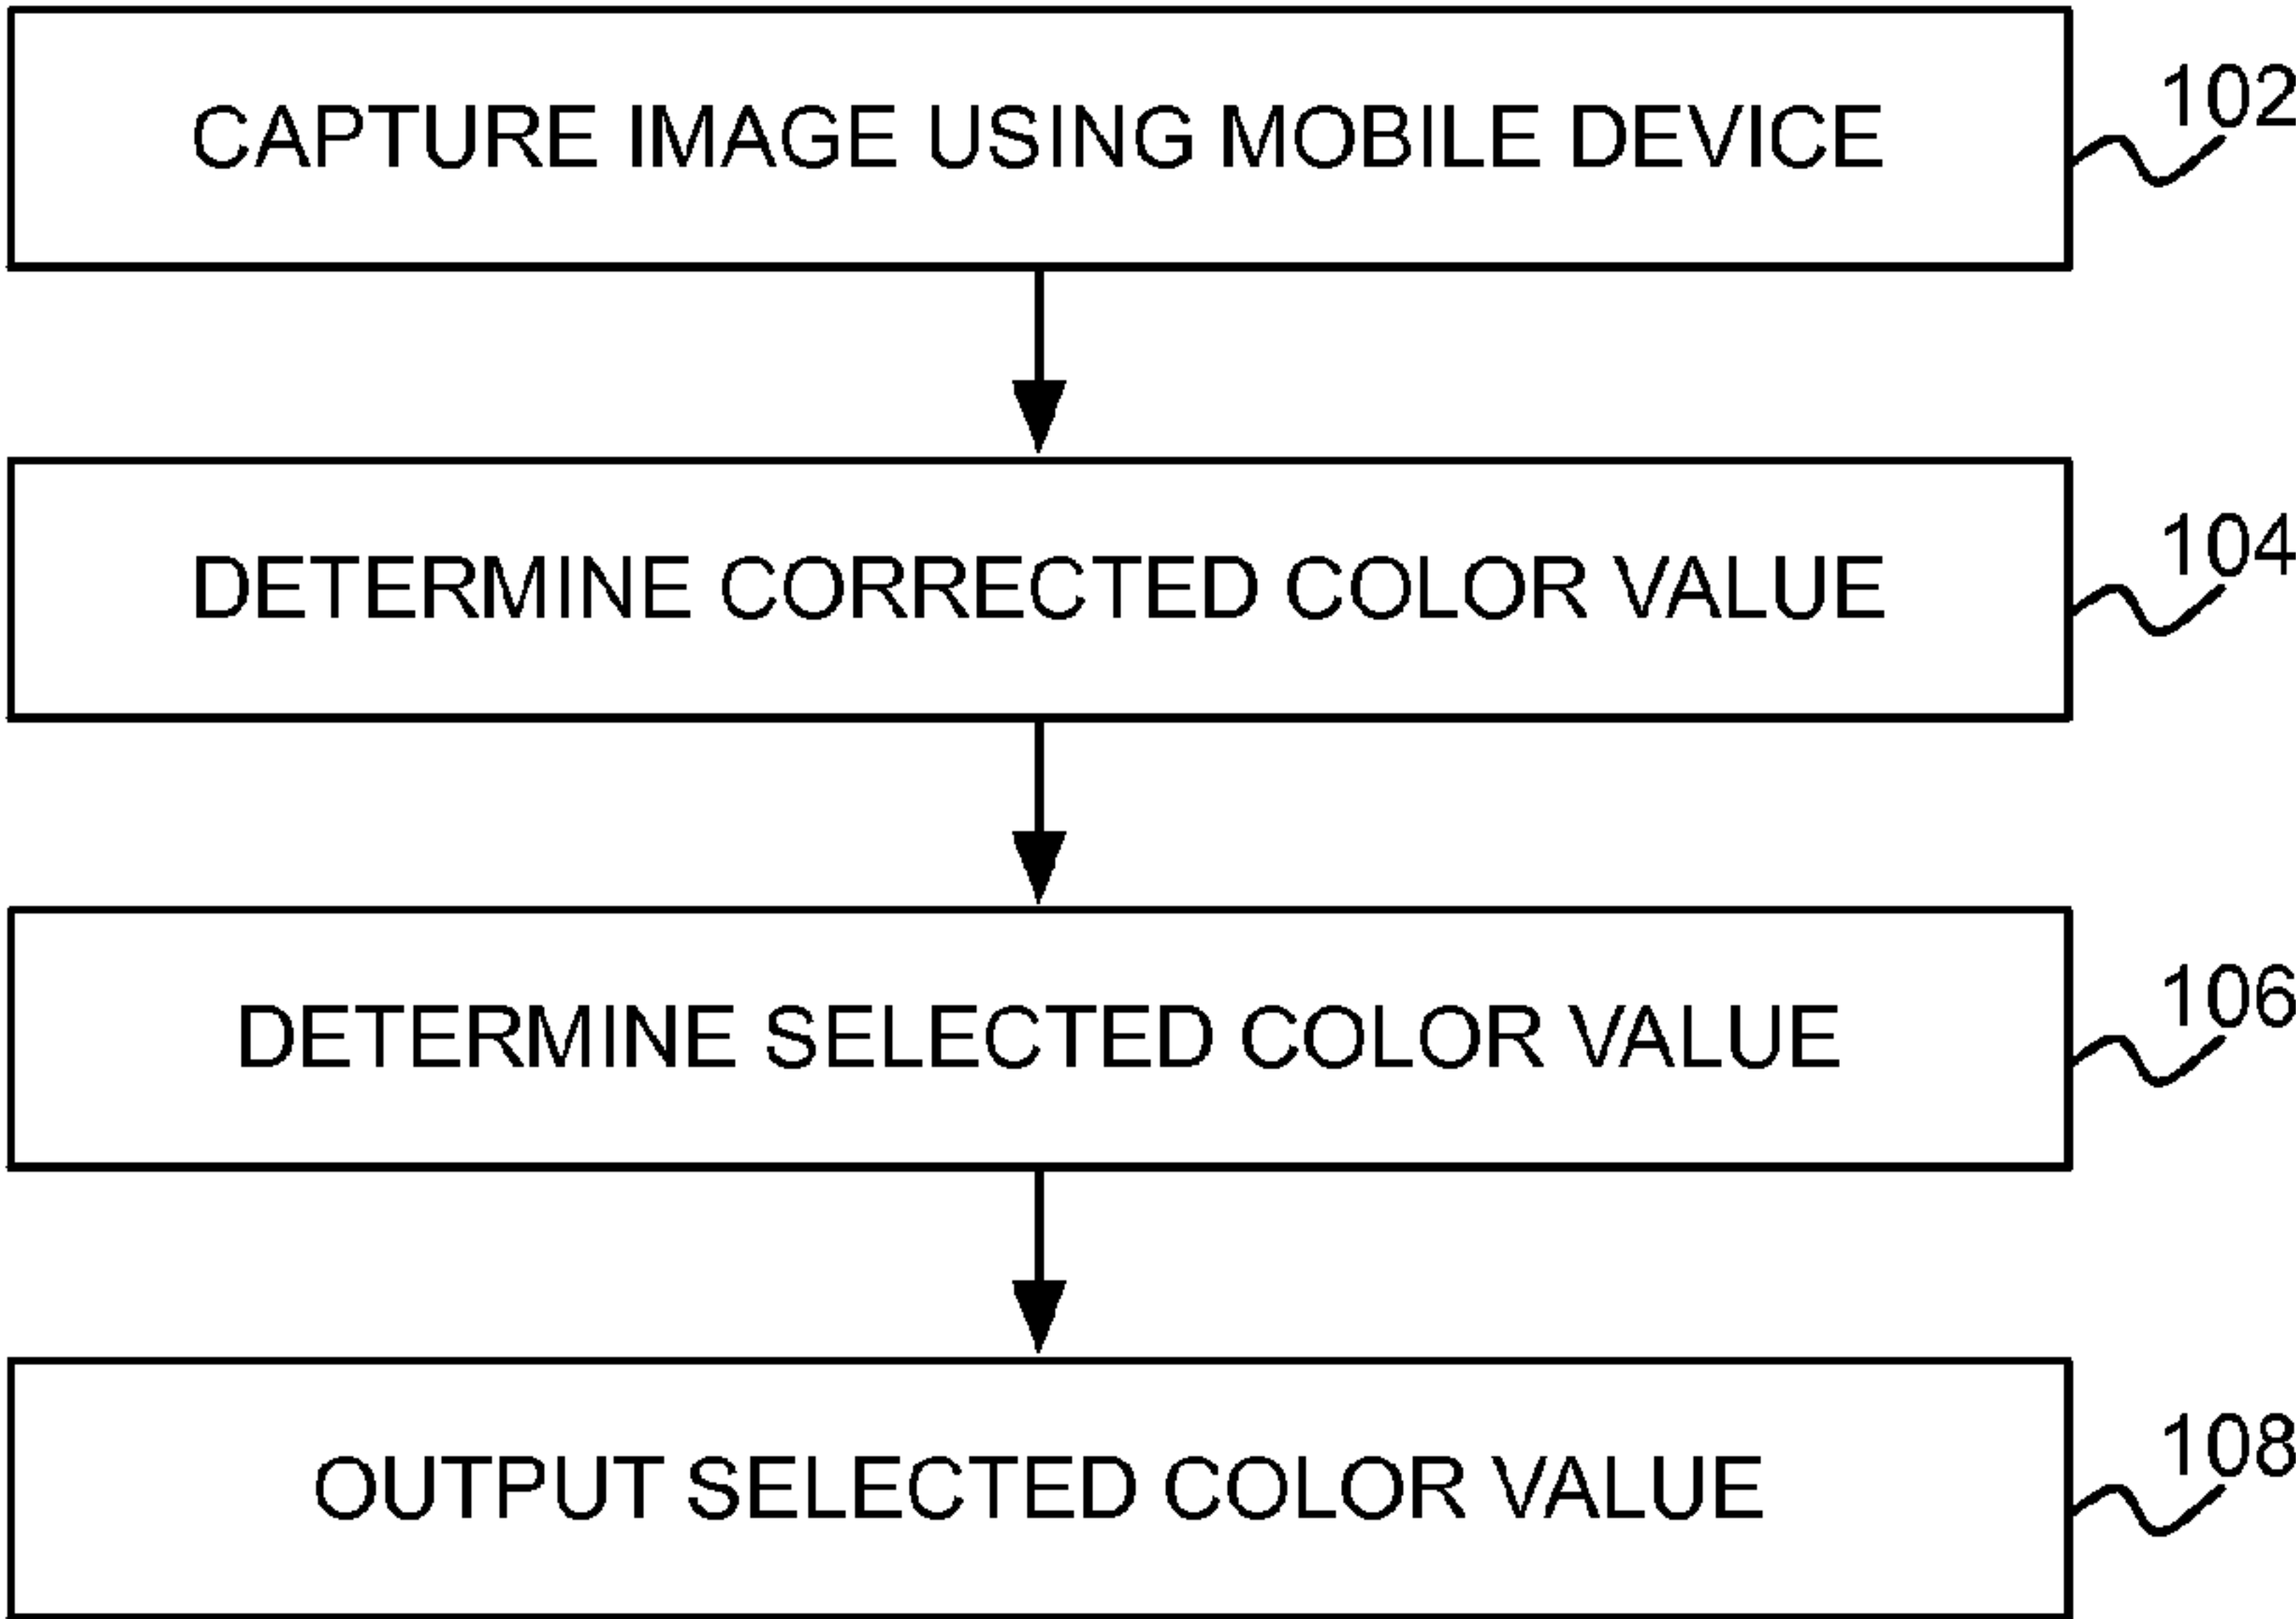 CAPTURE IMAGE USING MOBILE DEVICE
102
DETERMINE CORRECTED COLOR VALUE
104
DETERMINE SELECTED COLOR VALUE
106
OUTPUT SELECTED COLOR VALUE
108